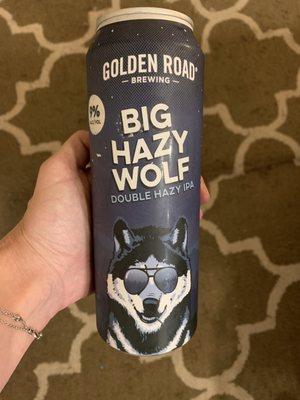 GOLDEN ROAD®
BREWING
9%
ALC/VOL
BIG
HAZY
WOLF
DOUBLE HAZY IPA